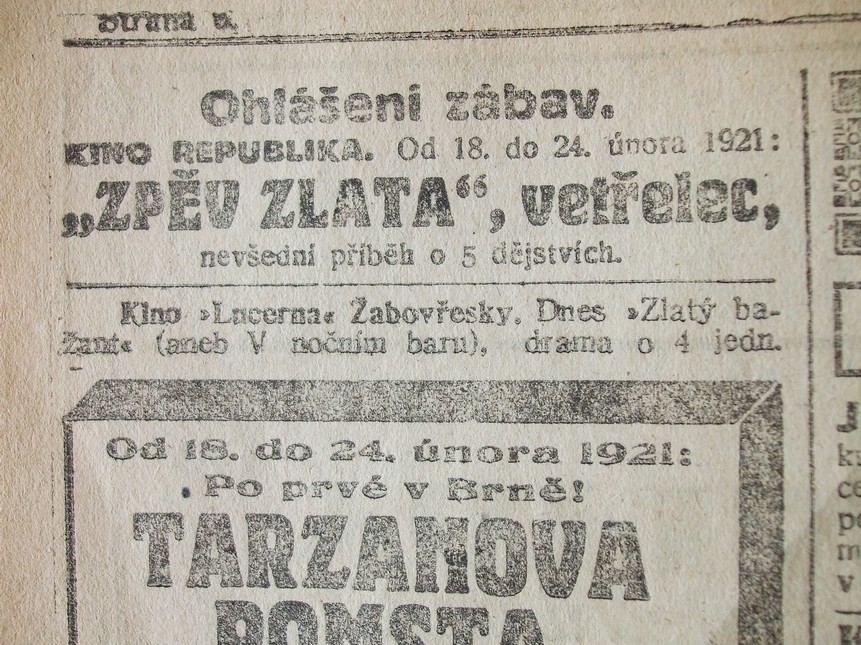 Strana
Ohlášení zábav.
KINO REPUBLIKA. Od 18. do 24. února 1921:
„ZPĚV ZLATA“, vetřelec,
nevšední příběh o 5 dějstvích.
Kino »Lucerna« Žabovřesky. Dnes »Zlatý ba-
žant« (aneb V nočním baru), drama o 4 jedn.
Od 18. do 24. února 1921:
Po prvé v Brně!
TARZANOVA
POMSTA